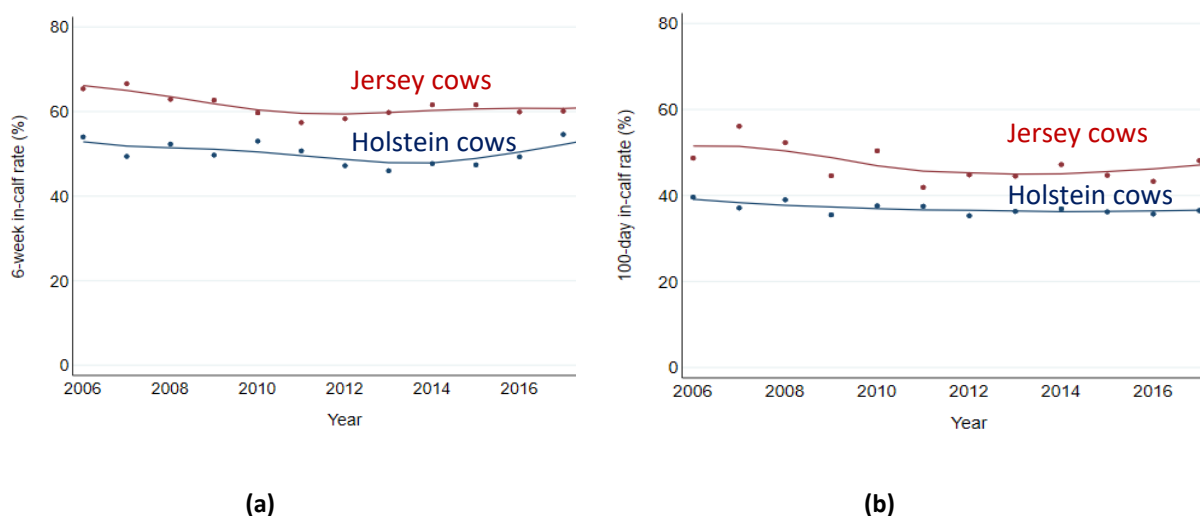 80
60
40
20
0
6-week in-calf rate (%)
Jersey cows
Holstein cows
2006 2008 2010 2012 2014 2016
Year
(a)
80
60
40
20
0
100-day in-calf rate (%)
Jersey cows
Holstein cows
2006 2008 2010 2012 2014 2016
Year
(b)